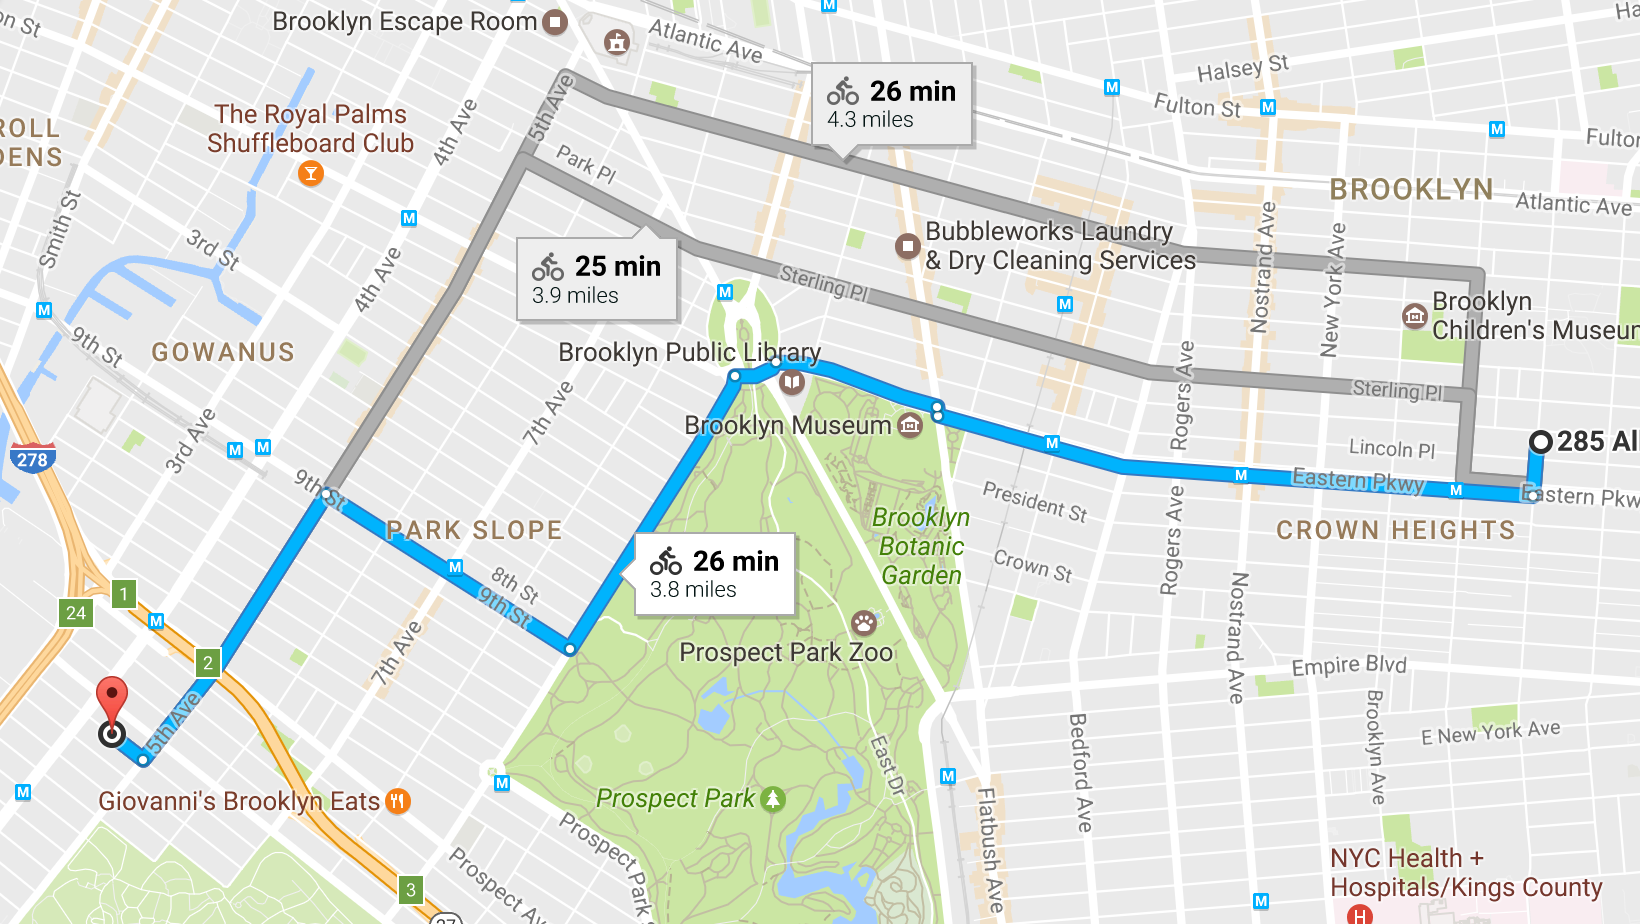 Brooklyn Escape Room
Atlantic Ave
Halsey St
Fulton St
Fulton
26 min
4.3 miles
The Royal Palms
Shuffleboard Club
4th Ave
5th Ave
Park Pl
BROOKLYN
Atlantic Ave
Smith St
3rd St
4th Ave
25 min
3.9 miles
Sterling Pl
Bubbleworks Laundry
& Dry Cleaning Services
Nostrand Ave
New York Ave
Brooklyn
Children's Museum
9th St
GOWANUS
Brooklyn Public Library
7th Ave
3rd Ave
Brooklyn Museum
Rogers Ave
Sterling Pl
Lincoln Pl
285 Al
278
9th St
PARK SLOPE
Eastern Pkwy
Eastern Pkw
President St
CROWN HEIGHTS
Brooklyn
Botanic
Garden
Crown St
Rogers Ave
Nostrand Ave
26 min
3.8 miles
8th St
9th St
1
24
2
7th Ave
Prospect Park Zoo
Empire Blvd
5th Ave
Bedford Ave
Brooklyn Ave
E New York Ave
East Dr
Giovanni's Brooklyn Eats
Prospect Park
Flatbush Ave
Prospect Park
Prospect Av
3
27
NYC Health +
Hospitals/Kings County
H